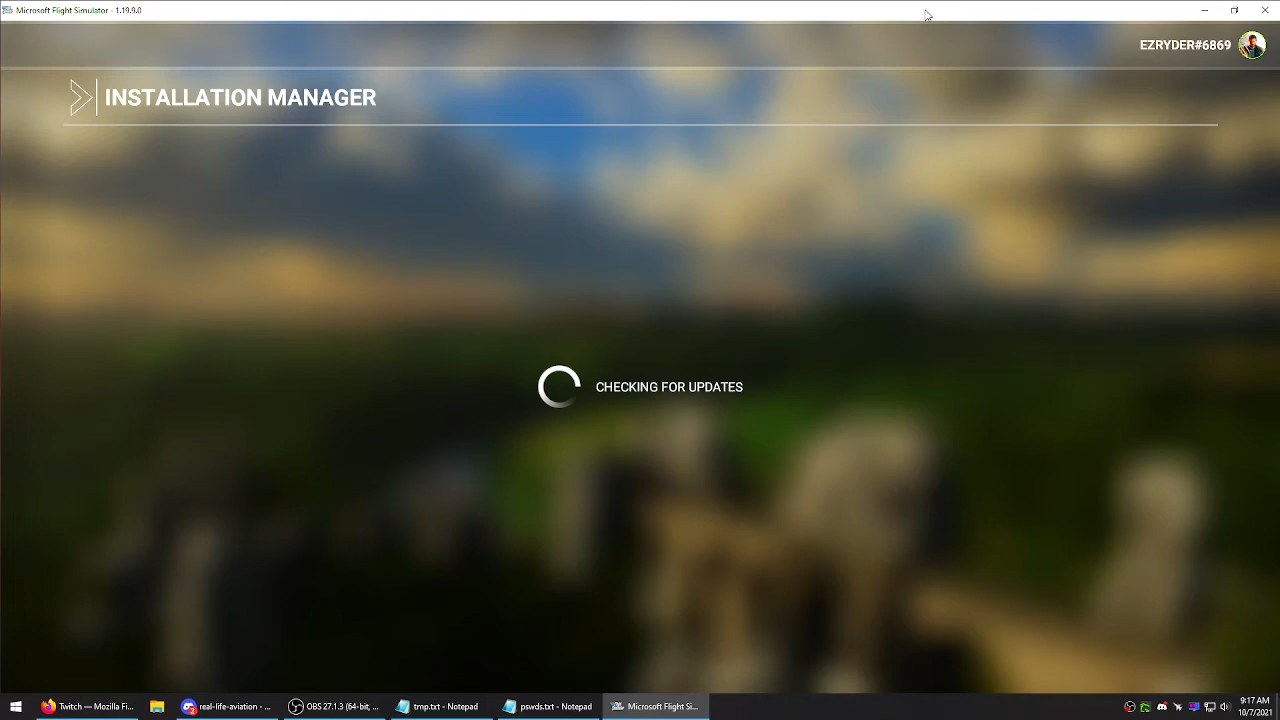 Microsoft Flight Simulator - 1.19.9.0
EZRYDER#6869
INSTALLATION MANAGER
CHECKING FOR UPDATES
Twitch — Mozilla Fi...
real-life-aviation - ...
OBS 27.1.3 (64-bit, ...
tmp.txt - Notepad
pswds.txt - Notepad
Microsoft Flight Si...
9:17 AM
10/7/2021